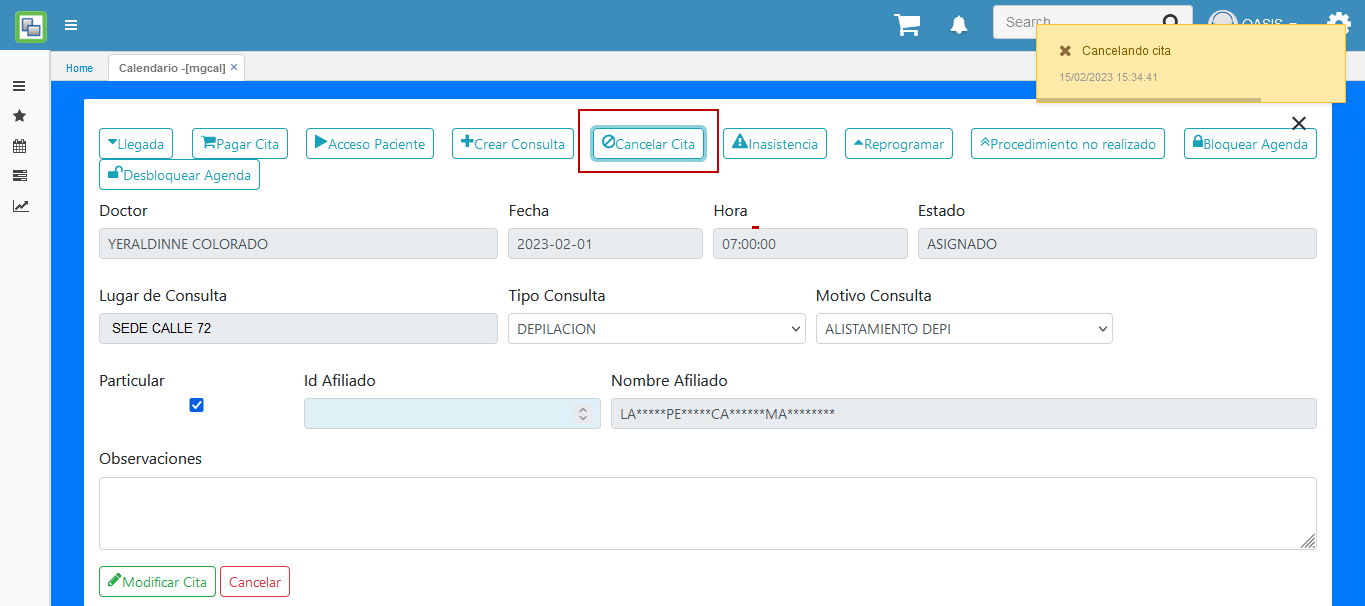 Search
OASIS
Cancelando cita
15/02/2023 15:34:41
Home
Calendario -[mgcal] ×
Llegada
Pagar Cita
Acceso Paciente
Crear Consulta
Cancelar Cita
Inasistencia
Reprogramar
Procedimiento no realizado
Bloquear Agenda
Desbloquear Agenda
Doctor
Fecha
Hora
Estado
YERALDINNE COLORADO
2023-02-01
07:00:00
ASIGNADO
Lugar de Consulta
Tipo Consulta
Motivo Consulta
SEDE CALLE 72
DEPILACION
ALISTAMIENTO DEPI
Particular
Id Afiliado
Nombre Afiliado
LA*****PE*****CA******MA********
Observaciones
Modificar Cita
Cancelar